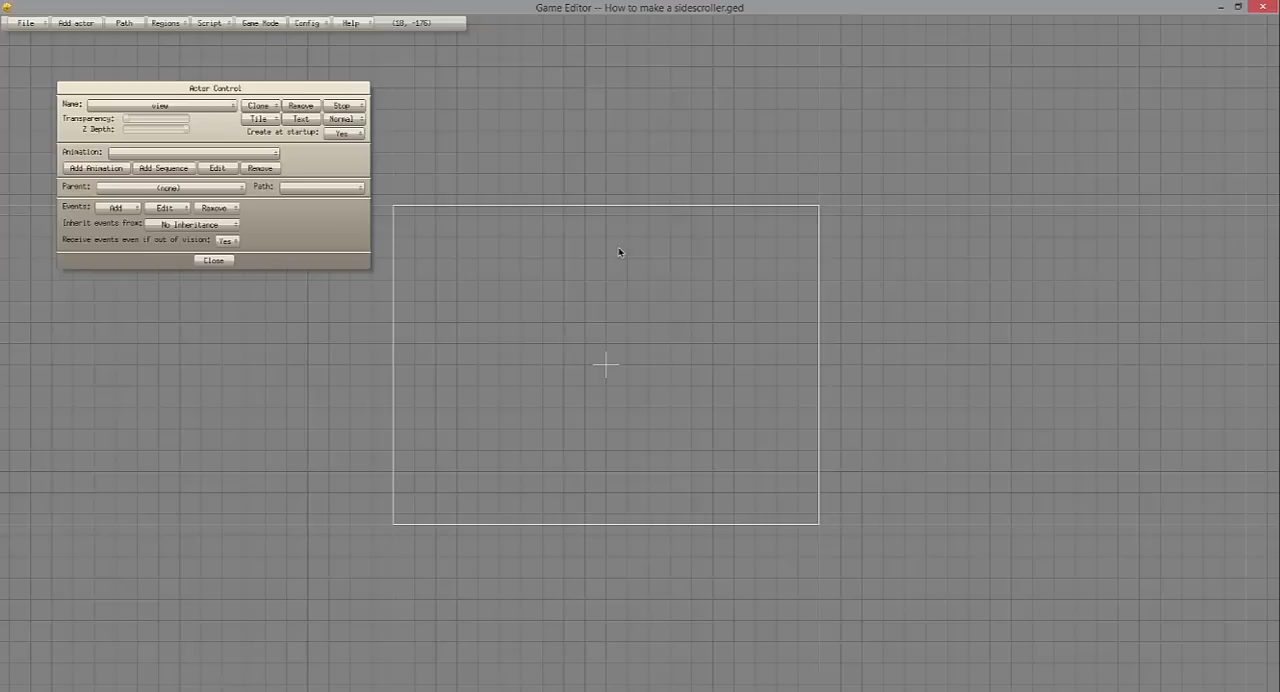 Game Editor -- How to make a sidescroller.ged
File Add actor Path Regions Script Game Mode Config Help (18, -176)
Actor Control
Name: view Clone Remove Stop
Transparency: Tile Text Normal
Z Depth: Create at startup: Yes
Animation:
Add Animation Add Sequence Edit Remove
Parent: (none) Path:
Events: Add Edit Remove
Inherit events from: No Inheritance
Receive events even if out of vision: Yes
Close